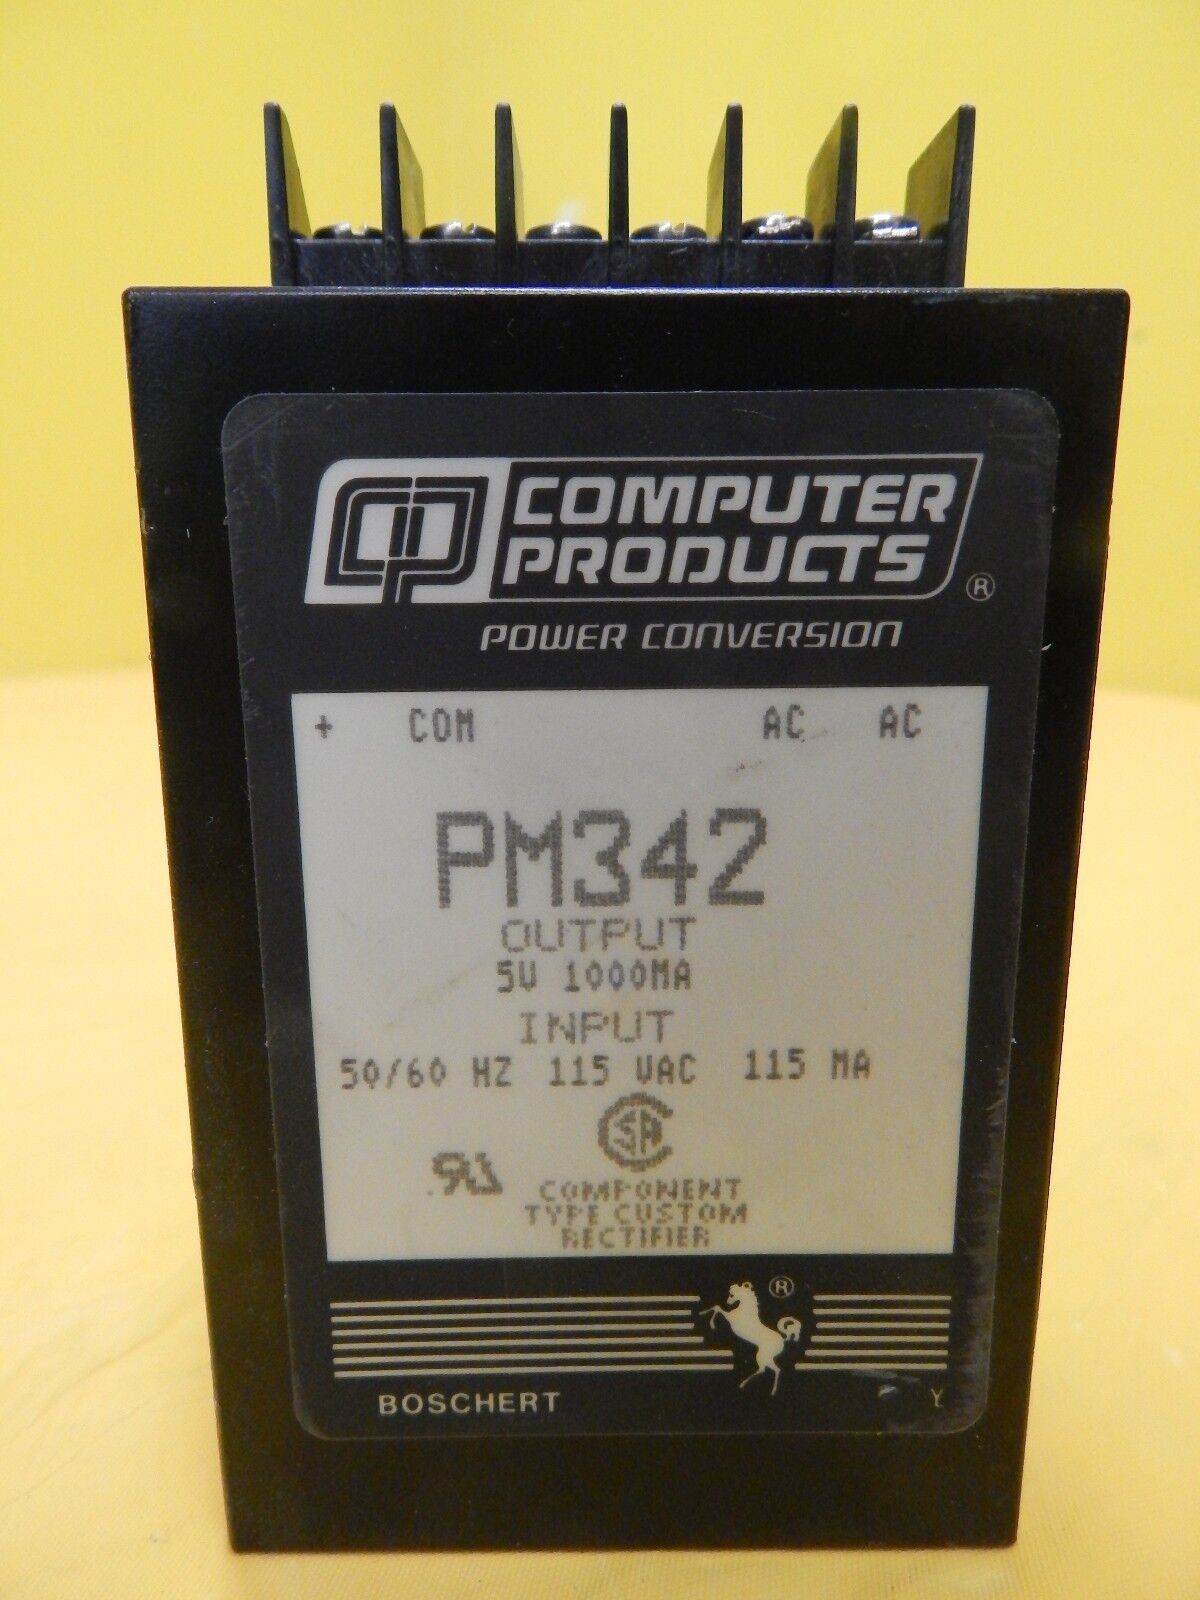 COMPUTER
PRODUCTS ®
POWER CONVERSION
+ COM AC AC
PM342
OUTPUT
5V 1000MA
INPUT
50/60 HZ 115 VAC 115 MA
CSA
COMPONENT
TYPE CUSTOM
RECTIFIER
®
BOSCHERT